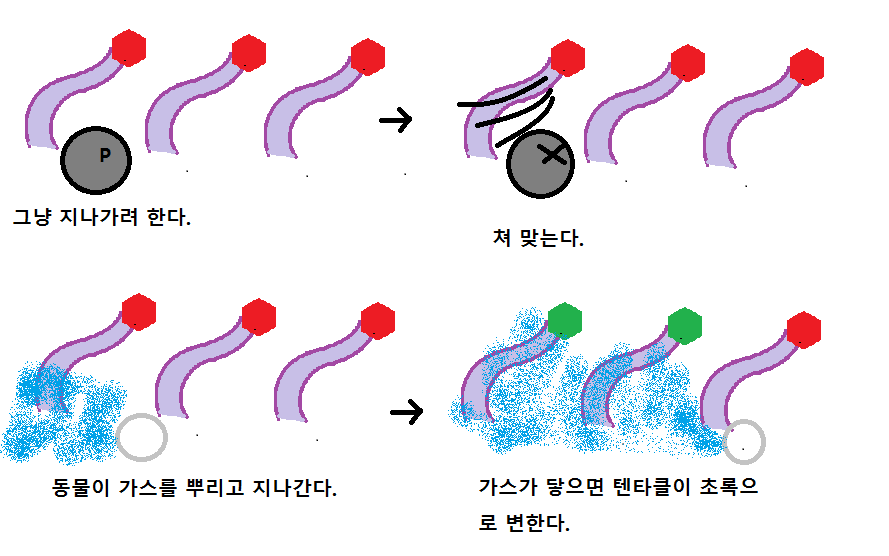 P
그냥 지나가려 한다.
쳐 맞는다.
동물이 가스를 뿌리고 지나간다.
가스가 닿으면 텐타클이 초록으
로 변한다.